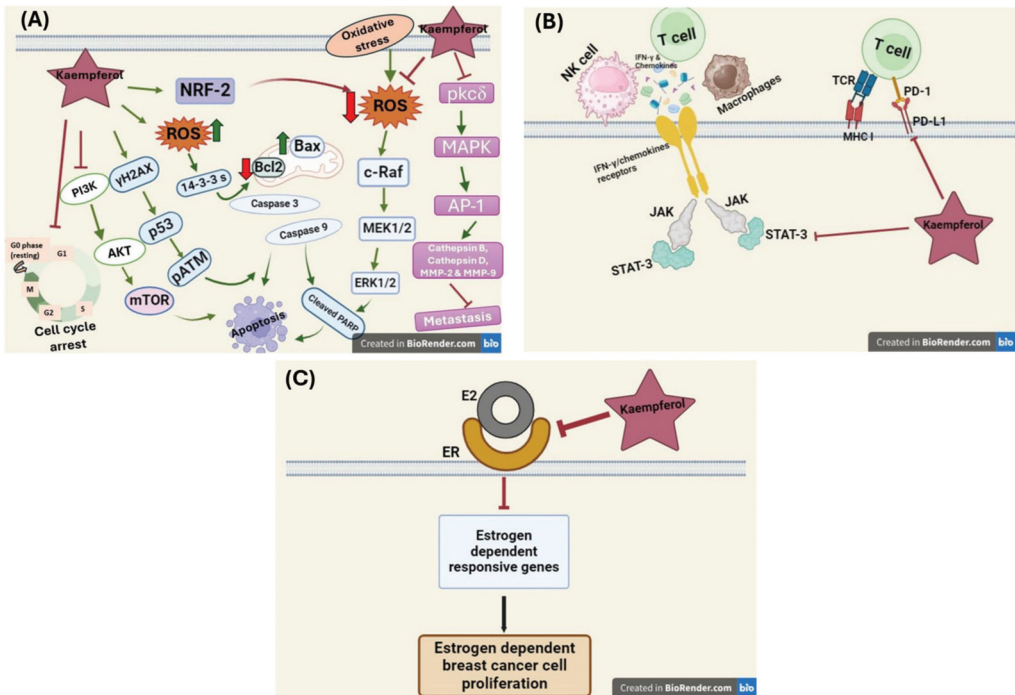 (A)
Oxidative
stress
Kaempferol
Kaempferol
NRF-2
ROS
pkcδ
ROS
Bax
Bcl2
14-3-3 s
PI3K
γH2AX
c-Raf
MAPK
Caspase 3
AP-1
p53
Caspase 9
MEK1/2
G0 phase
(resting)
G1
AKT
pATM
Cathepsin B,
Cathepsin D,
MMP-2 & MMP-9
M
G2
S
mTOR
ERK1/2
Cell cycle
arrest
Apoptosis
Cleaved PARP
Metastasis
Created in BioRender.com bio
(B)
T cell
NK cell
IFN-γ &
Chemokines
Macrophages
T cell
TCR
PD-1
PD-L1
MHC I
IFN-γ/chemokines
receptors
JAK
JAK
STAT-3
STAT-3
Kaempferol
Created in BioRender.com bio
(C)
E2
Kaempferol
ER
Estrogen
dependent
responsive genes
Estrogen dependent
breast cancer cell
proliferation
Created in BioRender.com bio